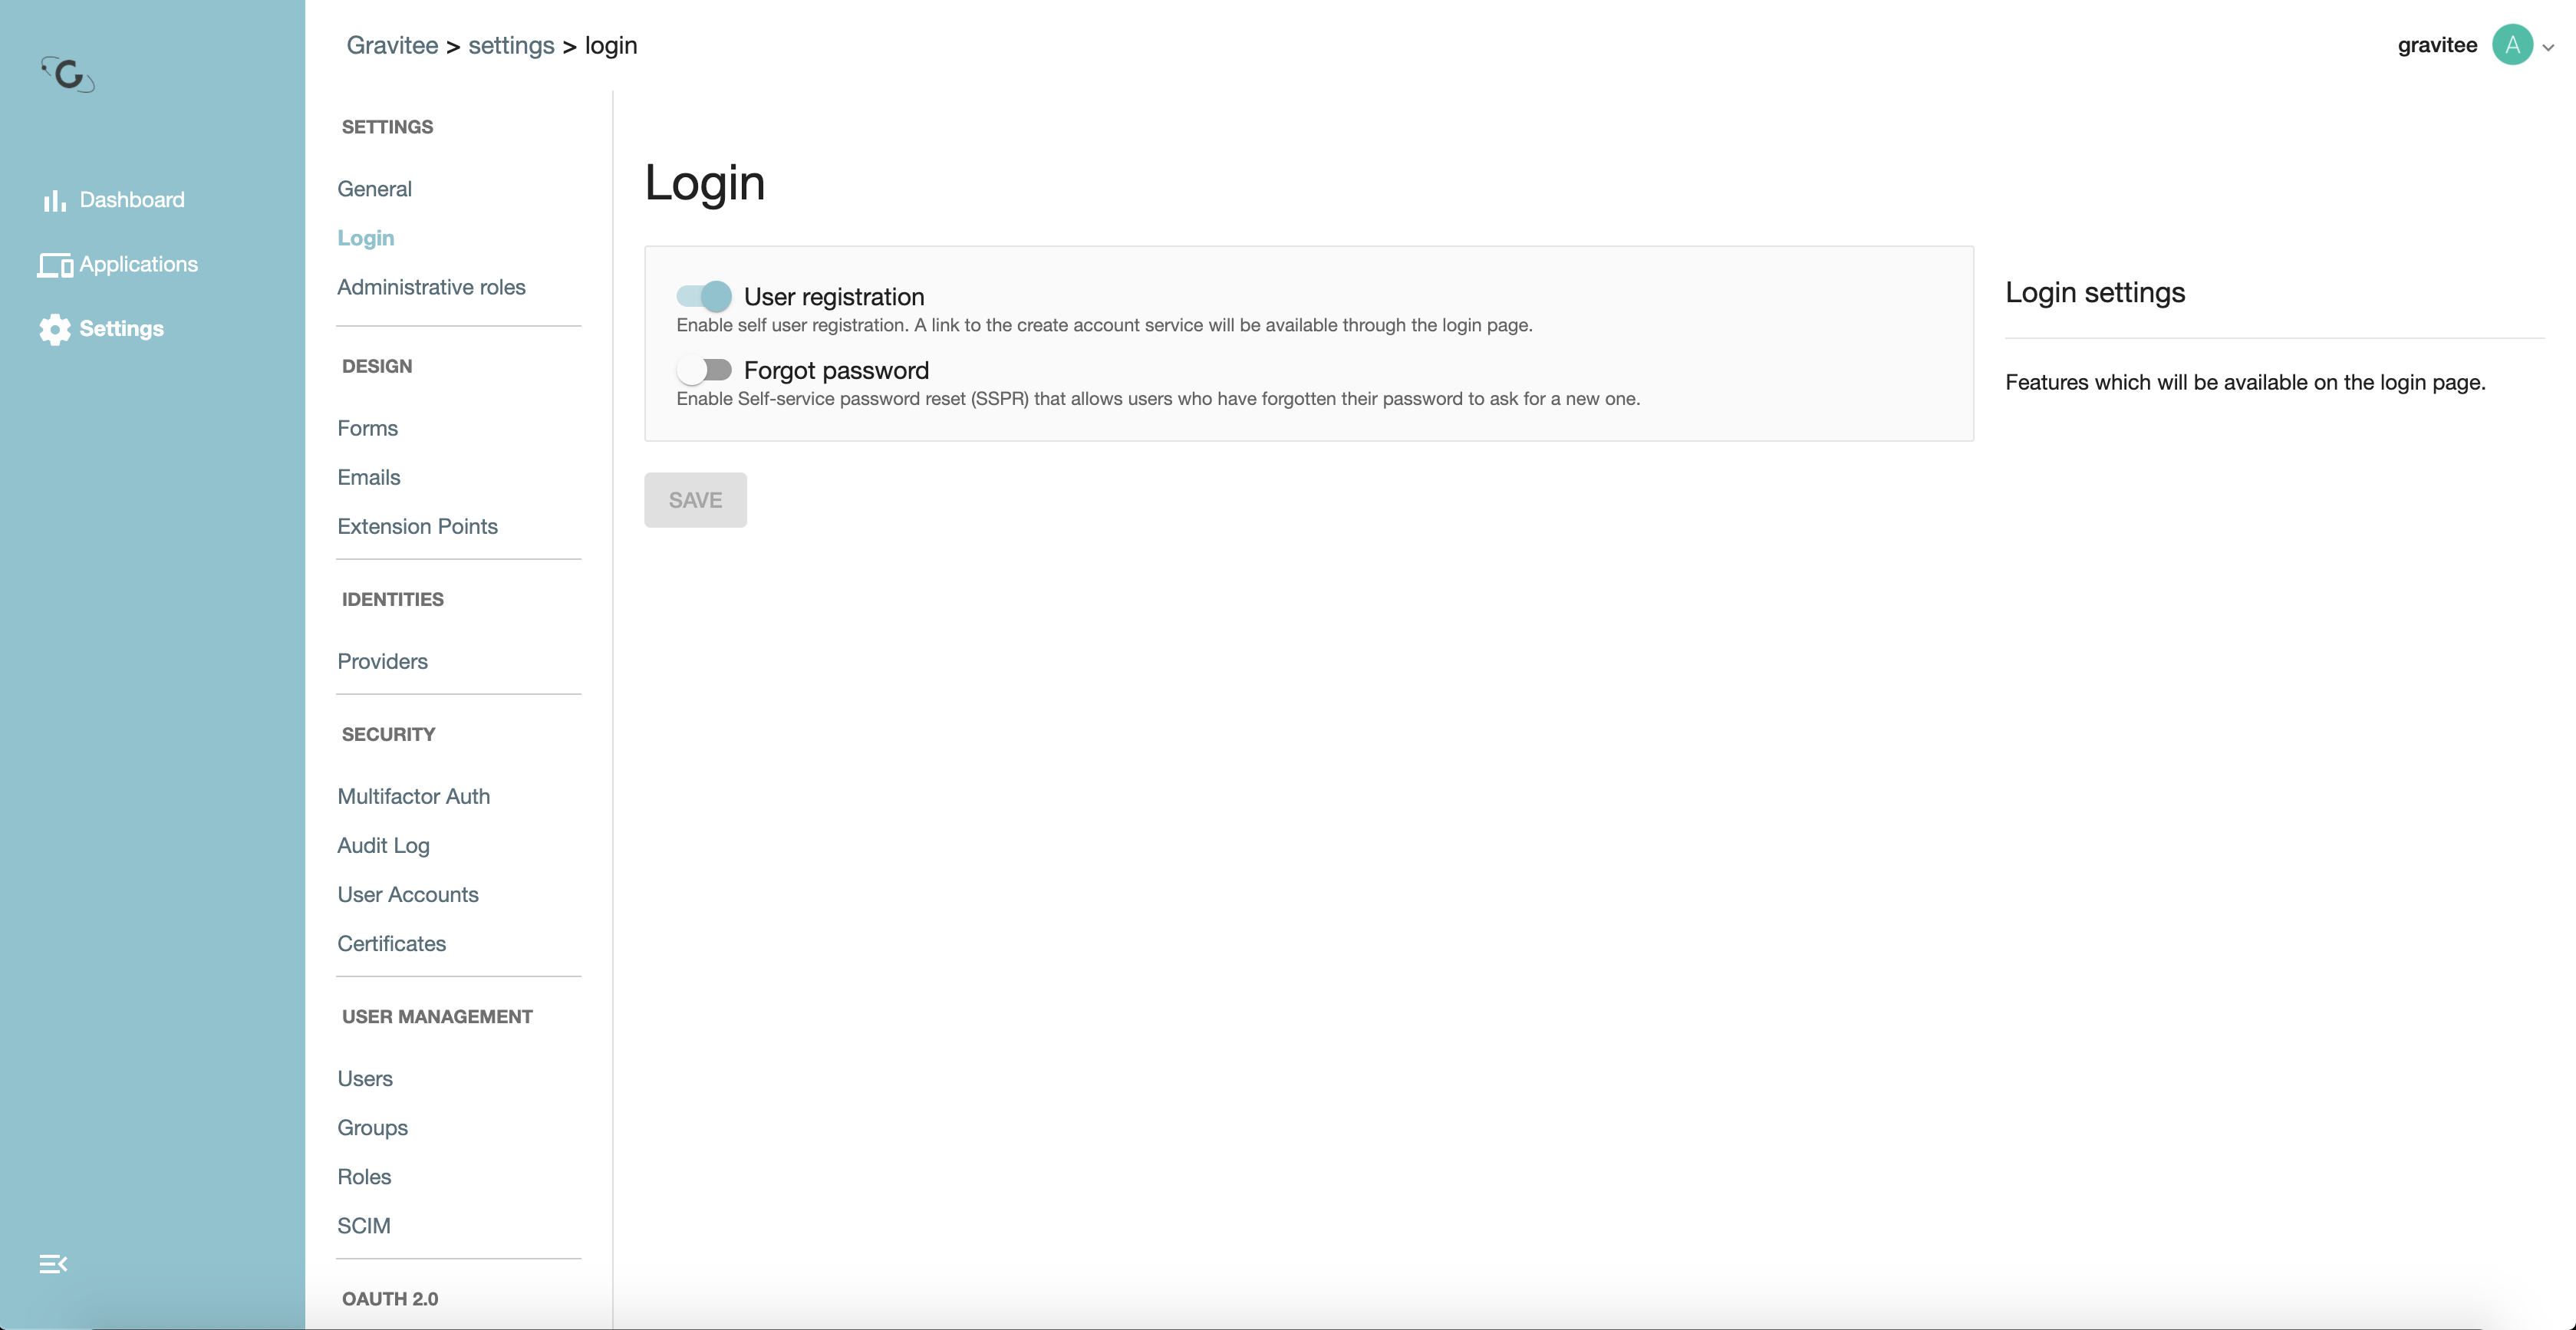 Gravitee > settings > login
gravitee A
Dashboard
Applications
Settings
SETTINGS
General
Login
Administrative roles
DESIGN
Forms
Emails
Extension Points
IDENTITIES
Providers
SECURITY
Multifactor Auth
Audit Log
User Accounts
Certificates
USER MANAGEMENT
Users
Groups
Roles
SCIM
OAUTH 2.0
Login
User registration
Enable self user registration. A link to the create account service will be available through the login page.
Forgot password
Enable Self-service password reset (SSPR) that allows users who have forgotten their password to ask for a new one.
SAVE
Login settings
Features which will be available on the login page.